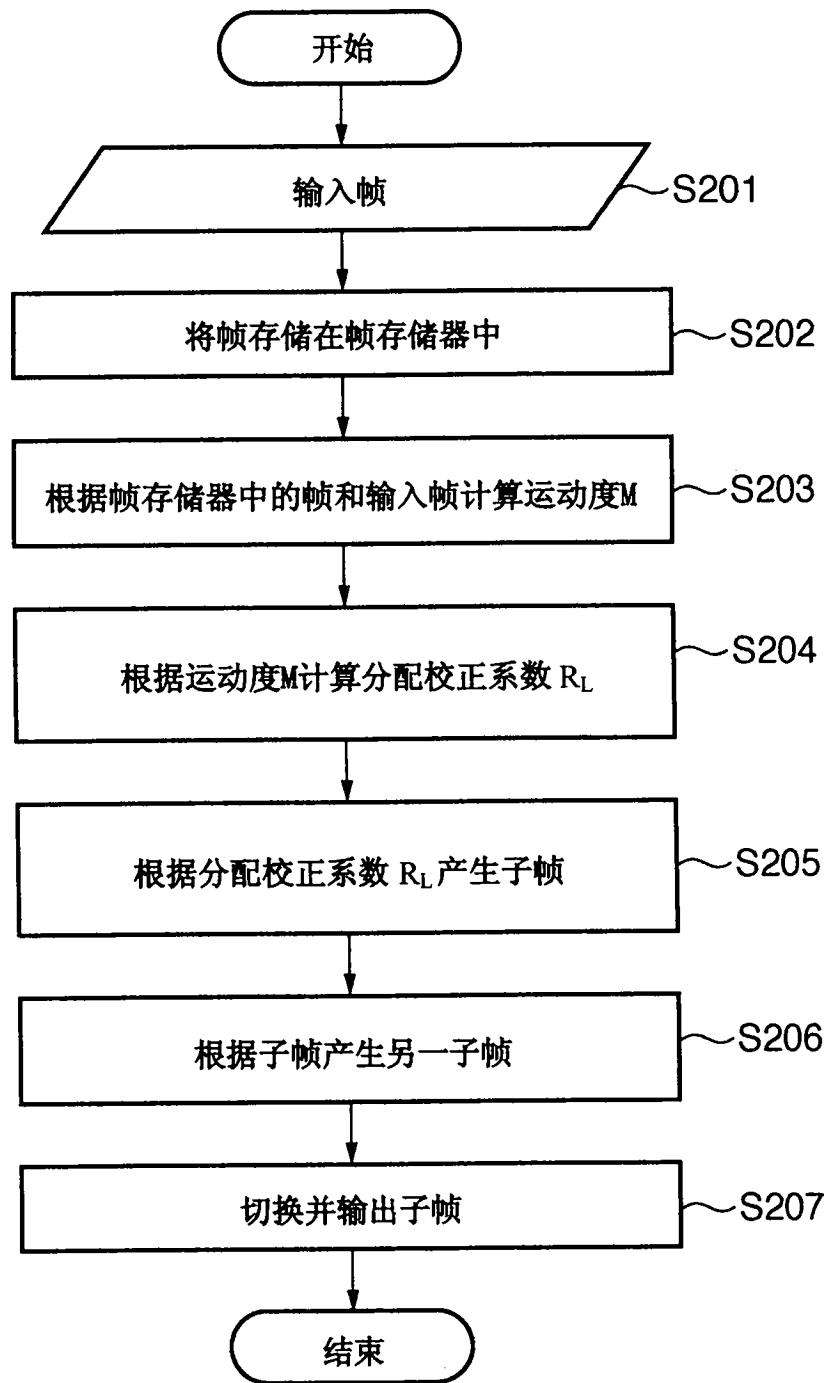 开始
输入帧
S201
将帧存储在帧存储器中
S202
根据帧存储器中的帧和输入帧计算运动度M
S203
根据运动度M计算分配校正系数 R_L
S204
根据分配校正系数 R_L 产生子帧
S205
根据子帧产生另一子帧
S206
切换并输出子帧
S207
结束